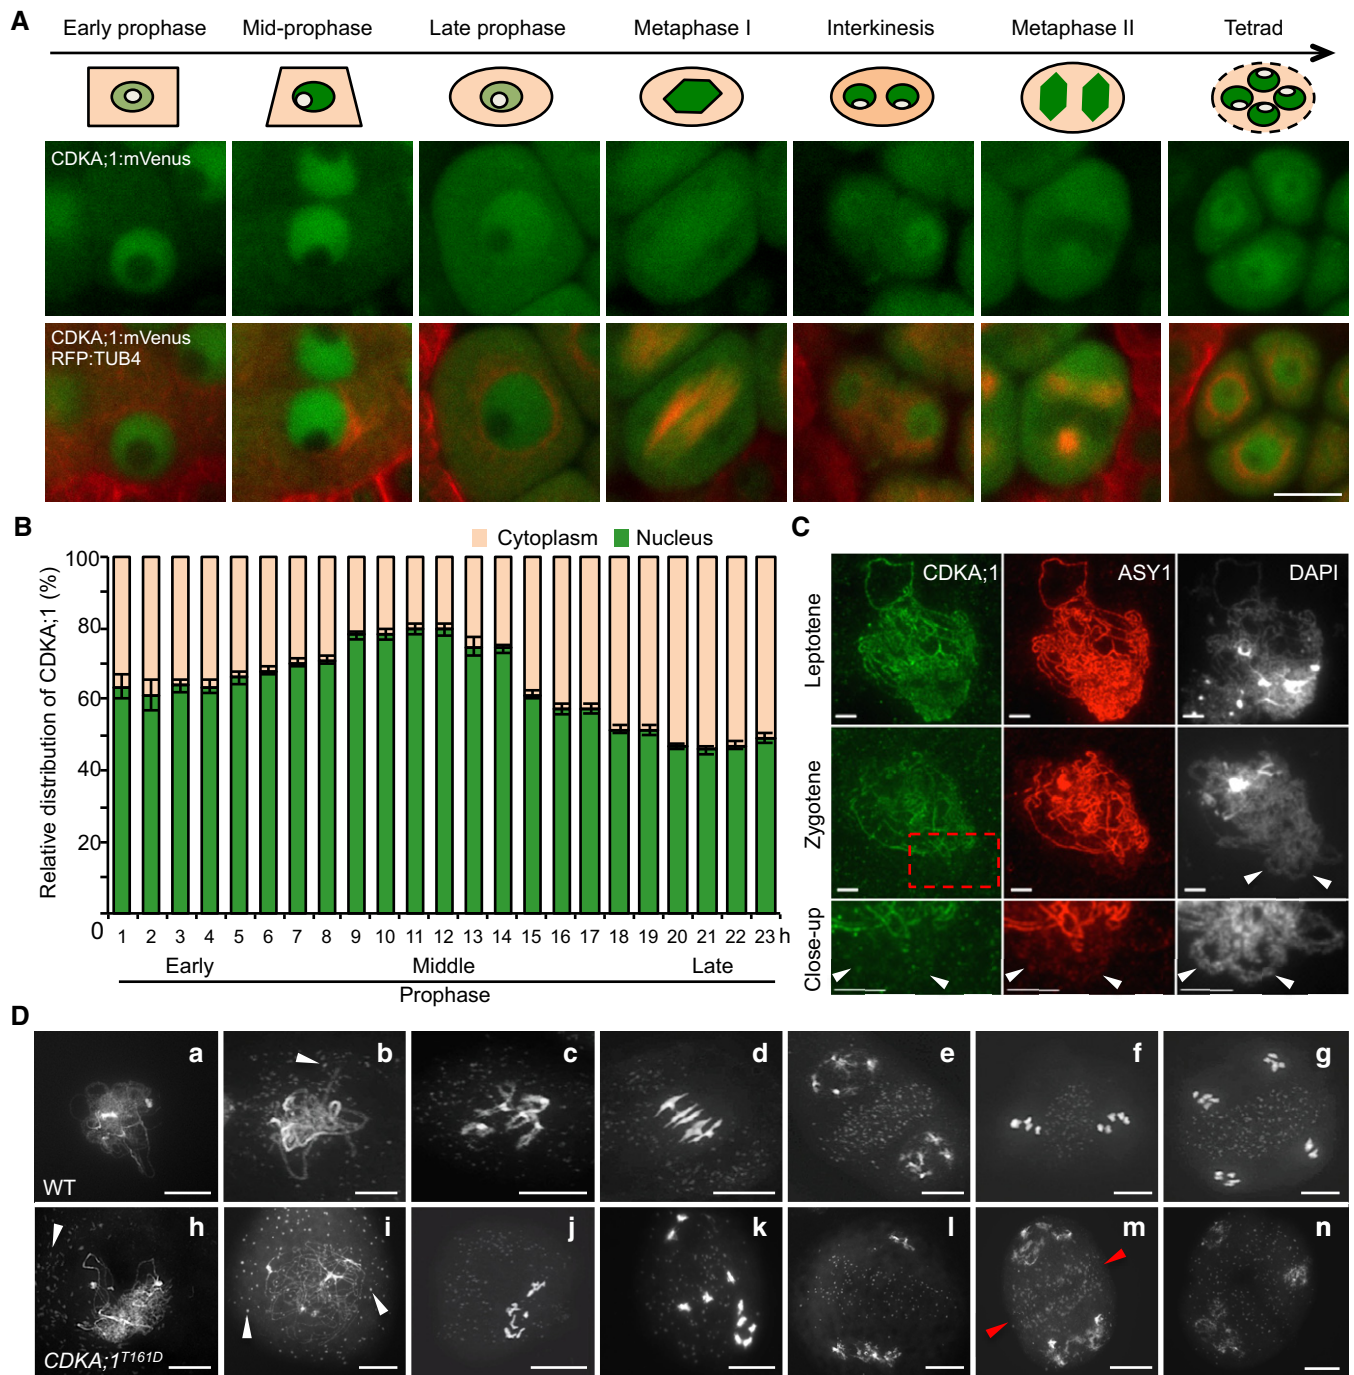 A
Early prophase Mid-prophase Late prophase Metaphase I Interkinesis Metaphase II Tetrad
CDKA;1:mVenus
CDKA;1:mVenus
RFP:TUB4
B
Cytoplasm Nucleus
Relative distribution of CDKA;1 (%)
100
80
60
40
20
0
1 2 3 4 5 6 7 8 9 10 11 12 13 14 15 16 17 18 19 20 21 22 23 h
Early Middle Late
Prophase
C
CDKA;1 ASY1 DAPI
Leptotene
Zygotene
Close-up
D
a b c d e f g
WT
h i j k l m n
CDKA;1T161D